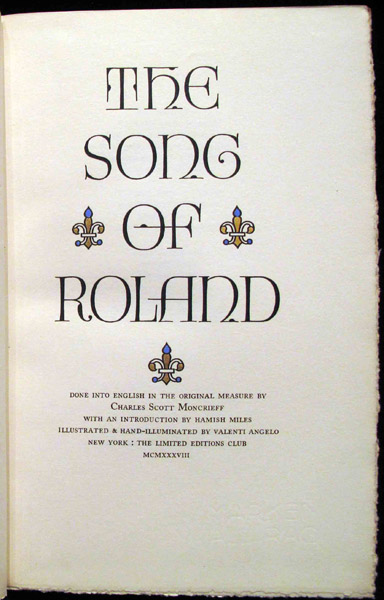 THE
SONG
OF
ROLAND
DONE INTO ENGLISH IN THE ORIGINAL MEASURE BY
CHARLES SCOTT MONCRIEFF
WITH AN INTRODUCTION BY HAMISH MILES
ILLUSTRATED & HAND-ILLUMINATED BY VALENTI ANGELO
NEW YORK : THE LIMITED EDITIONS CLUB
MCMXXXVIII